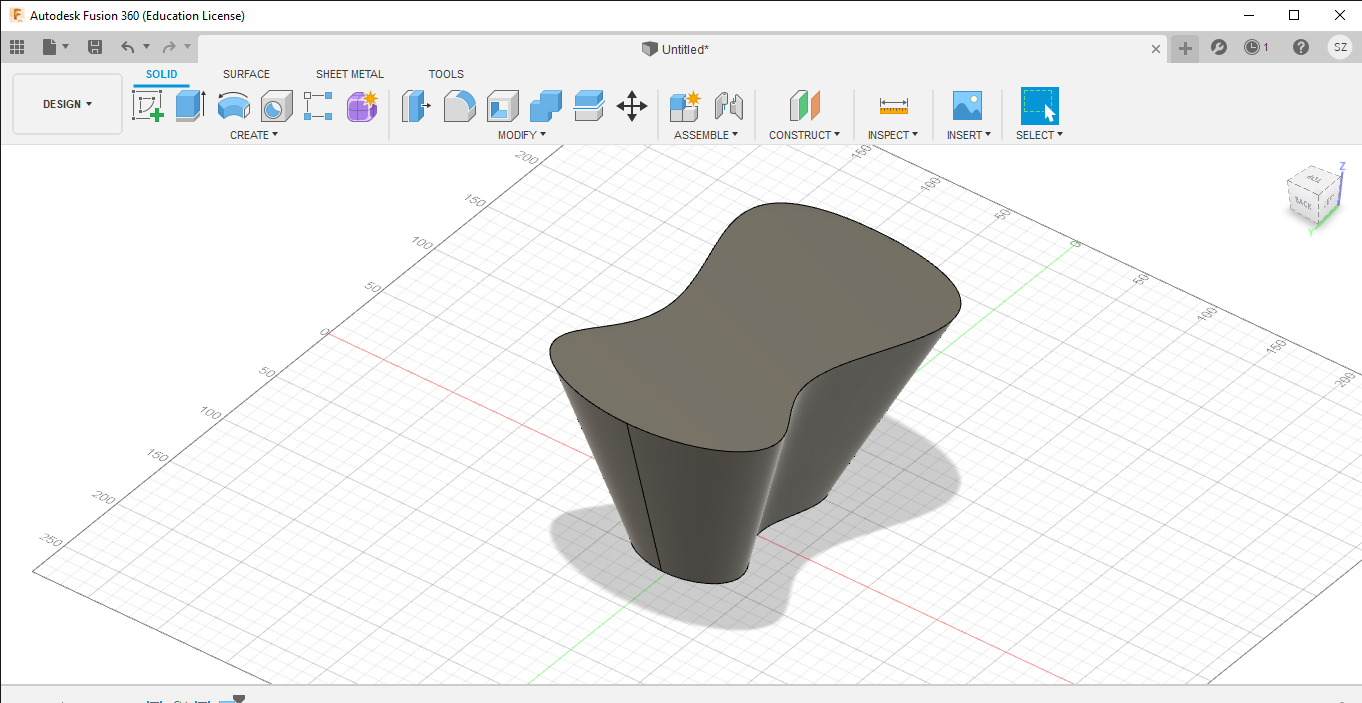 Autodesk Fusion 360 (Education License)
Untitled*
1
SZ
SOLID
SURFACE
SHEET METAL
TOOLS
DESIGN
CREATE
MODIFY
ASSEMBLE
CONSTRUCT
INSPECT
INSERT
SELECT
200
150
100
50
0
50
100
150
200
250
150
100
50
0
50
100
150
200
Z
TOP
BACK
Y